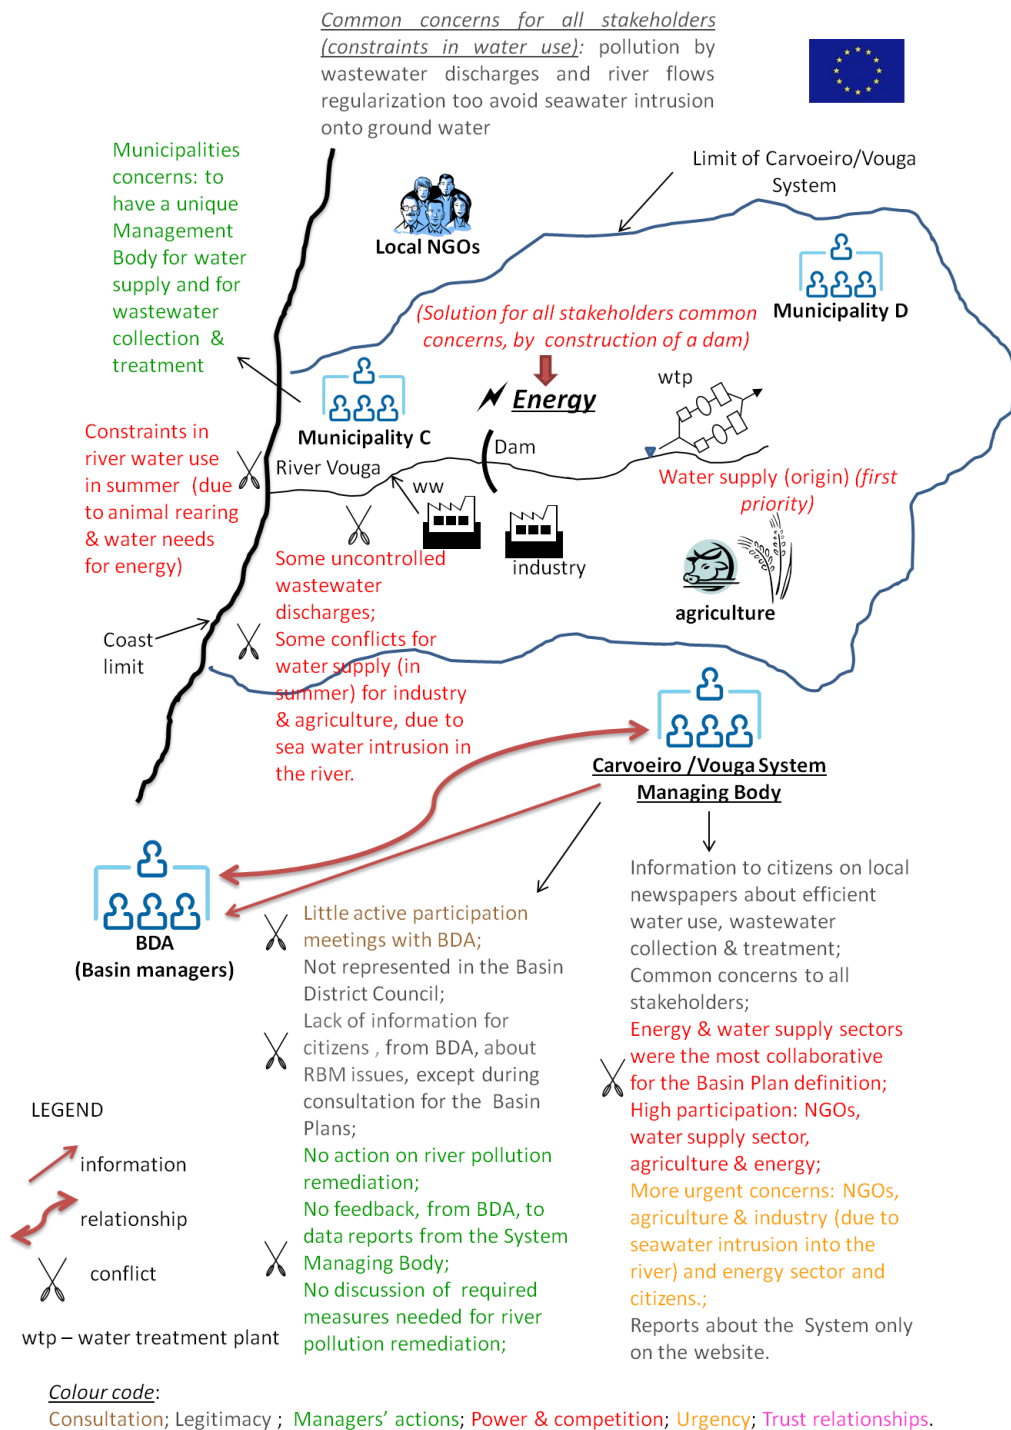 Common concerns for all stakeholders
(constraints in water use): pollution by
wastewater discharges and river flows
regularization too avoid seawater intrusion
onto ground water
Municipalities
concerns: to
have a unique
Management
Body for water
supply and for
wastewater
collection &
treatment
Limit of Carvoeiro/Vouga
System
Local NGOs
Municipality D
(Solution for all stakeholders common
concerns, by construction of a dam)
Energy
wtp
Municipality C
Constraints in
river water use
in summer (due
to animal rearing
& water needs
for energy)
River Vouga
Dam
ww
Water supply (origin) (first
priority)
industry
agriculture
Some uncontrolled
wastewater
discharges;
Some conflicts for
water supply (in
summer) for industry
& agriculture, due to
sea water intrusion in
the river.
Coast
limit
Carvoeiro /Vouga System
Managing Body
BDA
(Basin managers)
Little active participation
meetings with BDA;
Not represented in the Basin
District Council;
Lack of information for
citizens , from BDA, about
RBM issues, except during
consultation for the Basin
Plans;
No action on river pollution
remediation;
No feedback, from BDA, to
data reports from the System
Managing Body;
No discussion of required
measures needed for river
pollution remediation;
Information to citizens on local
newspapers about efficient
water use, wastewater
collection & treatment;
Common concerns to all
stakeholders;
Energy & water supply sectors
were the most collaborative
for the Basin Plan definition;
High participation: NGOs,
water supply sector,
agriculture & energy;
More urgent concerns: NGOs,
agriculture & industry (due to
seawater intrusion into the
river) and energy sector and
citizens.;
Reports about the System only
on the website.
LEGEND
information
relationship
conflict
wtp – water treatment plant
Colour code:
Consultation; Legitimacy ; Managers' actions; Power & competition; Urgency; Trust relationships.